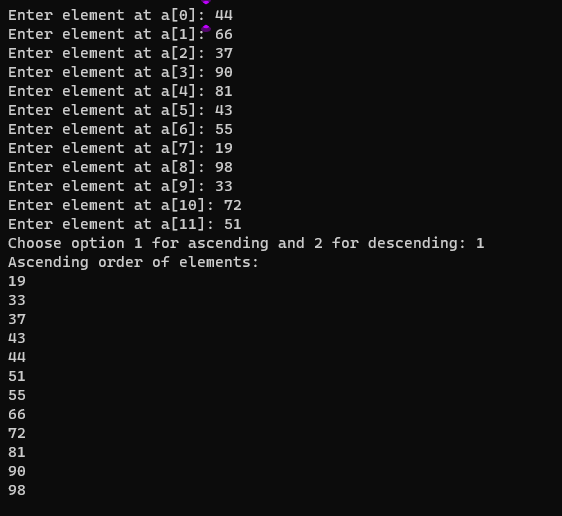 Enter element at a[0]: 44
Enter element at a[1]: 66
Enter element at a[2]: 37
Enter element at a[3]: 90
Enter element at a[4]: 81
Enter element at a[5]: 43
Enter element at a[6]: 55
Enter element at a[7]: 19
Enter element at a[8]: 98
Enter element at a[9]: 33
Enter element at a[10]: 72
Enter element at a[11]: 51
Choose option 1 for ascending and 2 for descending: 1
Ascending order of elements:
19
33
37
43
44
51
55
66
72
81
90
98